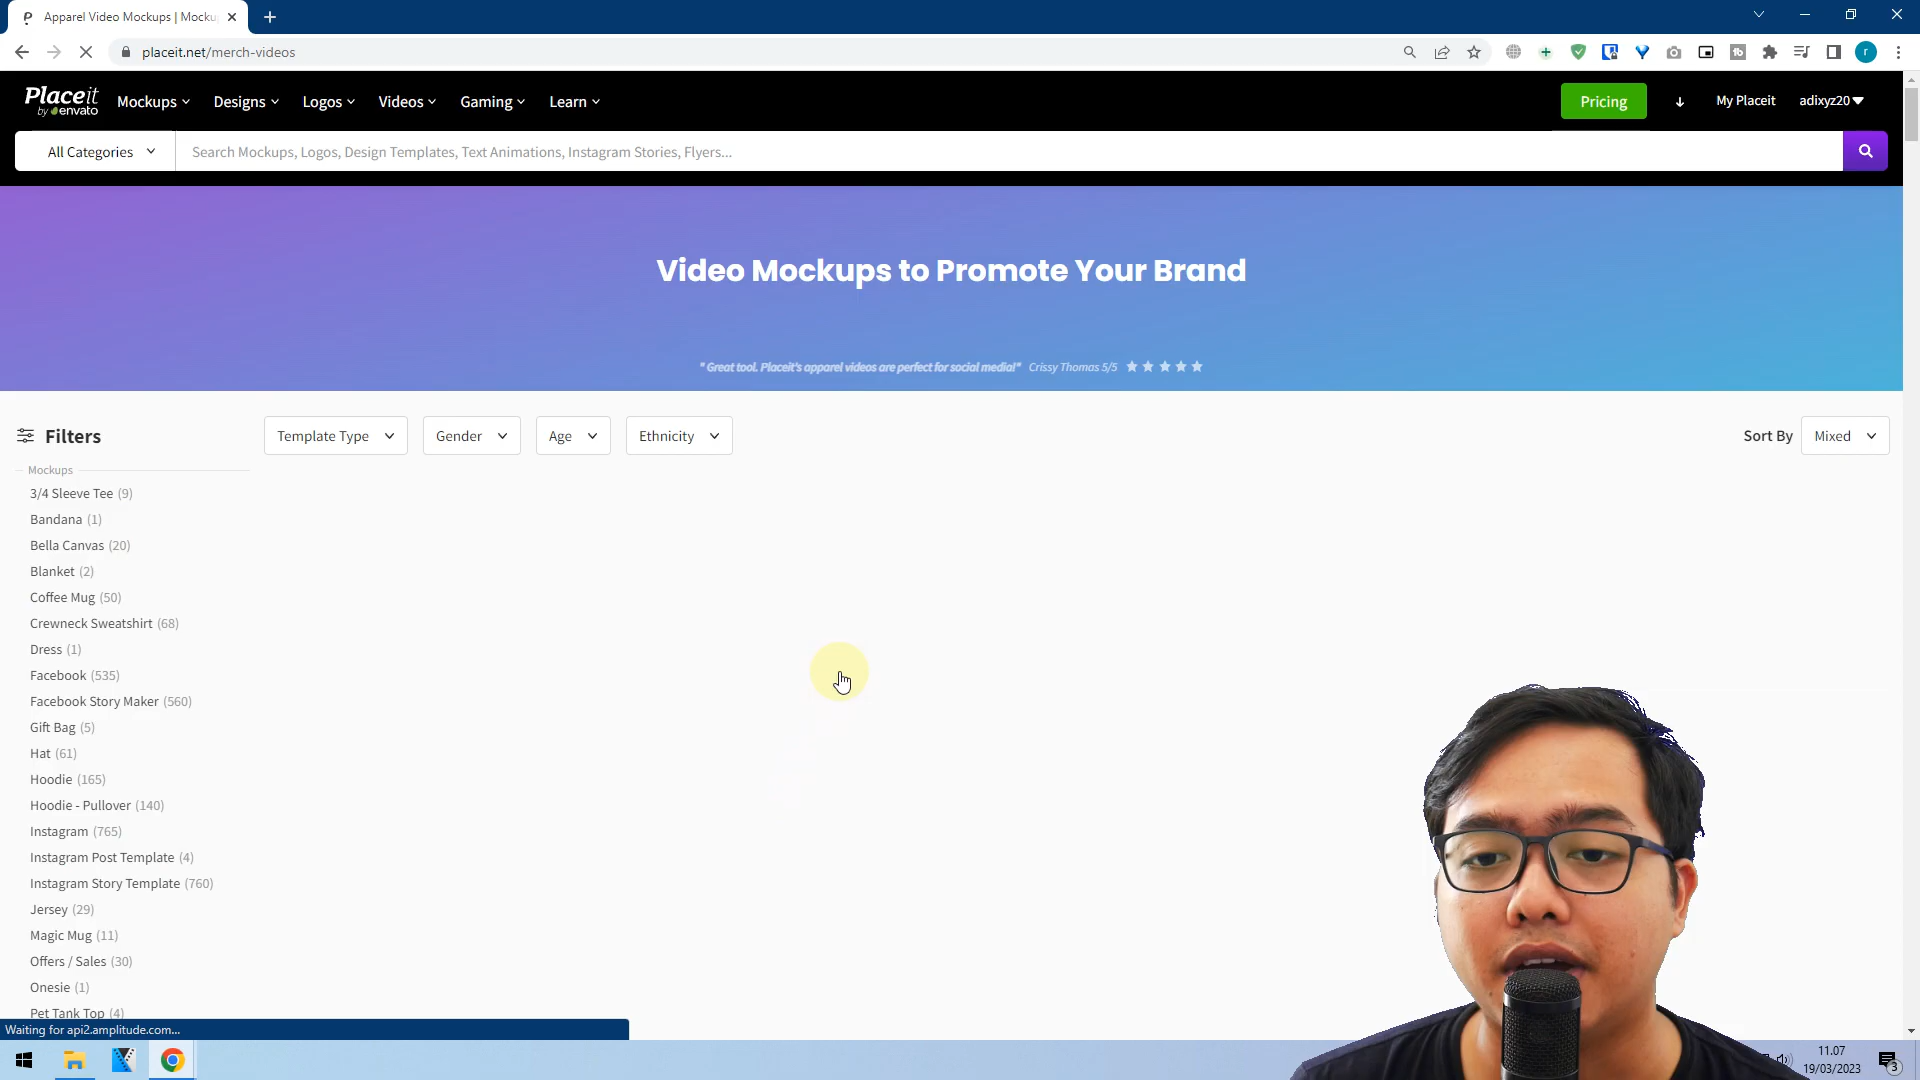 Apparel Video Mockups | Mocku
placeit.net/merch-videos
r
Placeit
by envato
Mockups
Designs
Logos
Videos
Gaming
Learn
Pricing
My Placeit
adixyz20
All Categories
Search Mockups, Logos, Design Templates, Text Animations, Instagram Stories, Flyers...
Video Mockups to Promote Your Brand
" Great tool. Placeit's apparel videos are perfect for social media!" Crissy Thomas 5/5
Filters
Template Type
Gender
Age
Ethnicity
Sort By
Mixed
Mockups
3/4 Sleeve Tee (9)
Bandana (1)
Bella Canvas (20)
Blanket (2)
Coffee Mug (50)
Crewneck Sweatshirt (68)
Dress (1)
Facebook (535)
Facebook Story Maker (560)
Gift Bag (5)
Hat (61)
Hoodie (165)
Hoodie - Pullover (140)
Instagram (765)
Instagram Post Template (4)
Instagram Story Template (760)
Jersey (29)
Magic Mug (11)
Offers / Sales (30)
Onesie (1)
Pet Tank Top (4)
Waiting for api2.amplitude.com...
11.07
19/03/2023
3